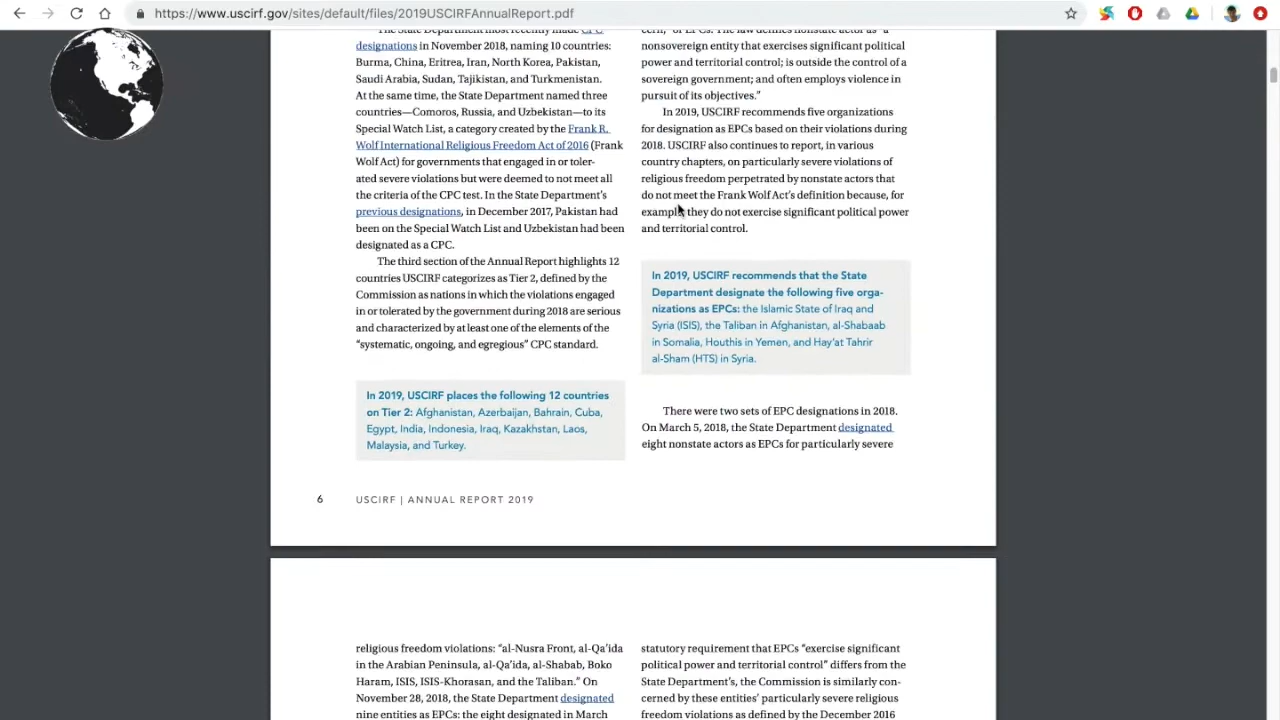 https://www.uscirf.gov/sites/default/files/2019USCIRFAnnualReport.pdf
The State Department most recently made CPC
designations in November 2018, naming 10 countries:
Burma, China, Eritrea, Iran, North Korea, Pakistan,
Saudi Arabia, Sudan, Tajikistan, and Turkmenistan.
At the same time, the State Department named three
countries—Comoros, Russia, and Uzbekistan—to its
Special Watch List, a category created by the Frank R.
Wolf International Religious Freedom Act of 2016 (Frank
Wolf Act) for governments that engaged in or toler-
ated severe violations but were deemed to not meet all
the criteria of the CPC test. In the State Department’s
previous designations, in December 2017, Pakistan had
been on the Special Watch List and Uzbekistan had been
designated as a CPC.
The third section of the Annual Report highlights 12
countries USCIRF categorizes as Tier 2, defined by the
Commission as nations in which the violations engaged
in or tolerated by the government during 2018 are serious
and characterized by at least one of the elements of the
“systematic, ongoing, and egregious” CPC standard.
In 2019, USCIRF places the following 12 countries
on Tier 2: Afghanistan, Azerbaijan, Bahrain, Cuba,
Egypt, India, Indonesia, Iraq, Kazakhstan, Laos,
Malaysia, and Turkey.
cern,” or EPCs. The law defines nonstate actor as “a
nonsovereign entity that exercises significant political
power and territorial control; is outside the control of a
sovereign government; and often employs violence in
pursuit of its objectives.”
In 2019, USCIRF recommends five organizations
for designation as EPCs based on their violations during
2018. USCIRF also continues to report, in various
country chapters, on particularly severe violations of
religious freedom perpetrated by nonstate actors that
do not meet the Frank Wolf Act’s definition because, for
example, they do not exercise significant political power
and territorial control.
In 2019, USCIRF recommends that the State
Department designate the following five orga-
nizations as EPCs: the Islamic State of Iraq and
Syria (ISIS), the Taliban in Afghanistan, al-Shabaab
in Somalia, Houthis in Yemen, and Hay’at Tahrir
al-Sham (HTS) in Syria.
There were two sets of EPC designations in 2018.
On March 5, 2018, the State Department designated
eight nonstate actors as EPCs for particularly severe
6 USCIRF | ANNUAL REPORT 2019
religious freedom violations: “al-Nusra Front, al-Qa’ida
in the Arabian Peninsula, al-Qa’ida, al-Shabab, Boko
Haram, ISIS, ISIS-Khorasan, and the Taliban.” On
November 28, 2018, the State Department designated
nine entities as EPCs: the eight designated in March
statutory requirement that EPCs “exercise significant
political power and territorial control” differs from the
State Department’s, the Commission is similarly con-
cerned by these entities’ particularly severe religious
freedom violations as defined by the December 2016